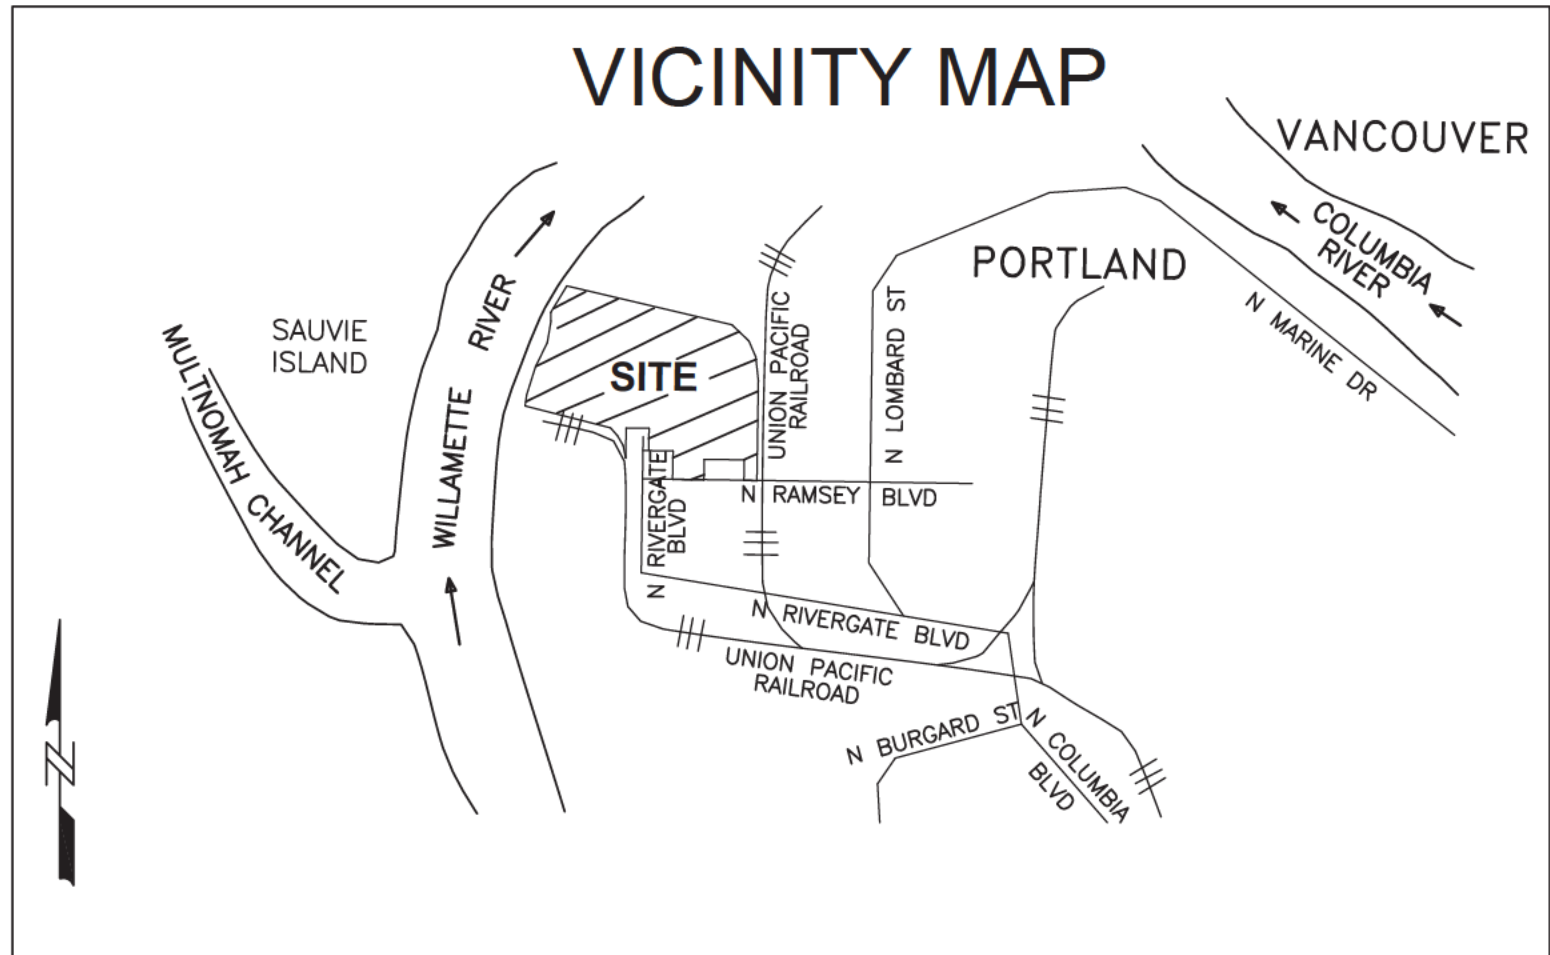 VICINITY MAP
VANCOUVER
COLUMBIA
RIVER
PORTLAND
N MARINE DR
SAUVIE
ISLAND
MULTNOMAH CHANNEL
WILLAMETTE RIVER
SITE
UNION PACIFIC
RAILROAD
N LOMBARD ST
N RAMSEY BLVD
N RIVERGATE
BLVD
N RIVERGATE BLVD
UNION PACIFIC
RAILROAD
N BURGARD ST
N COLUMBIA
BLVD
N